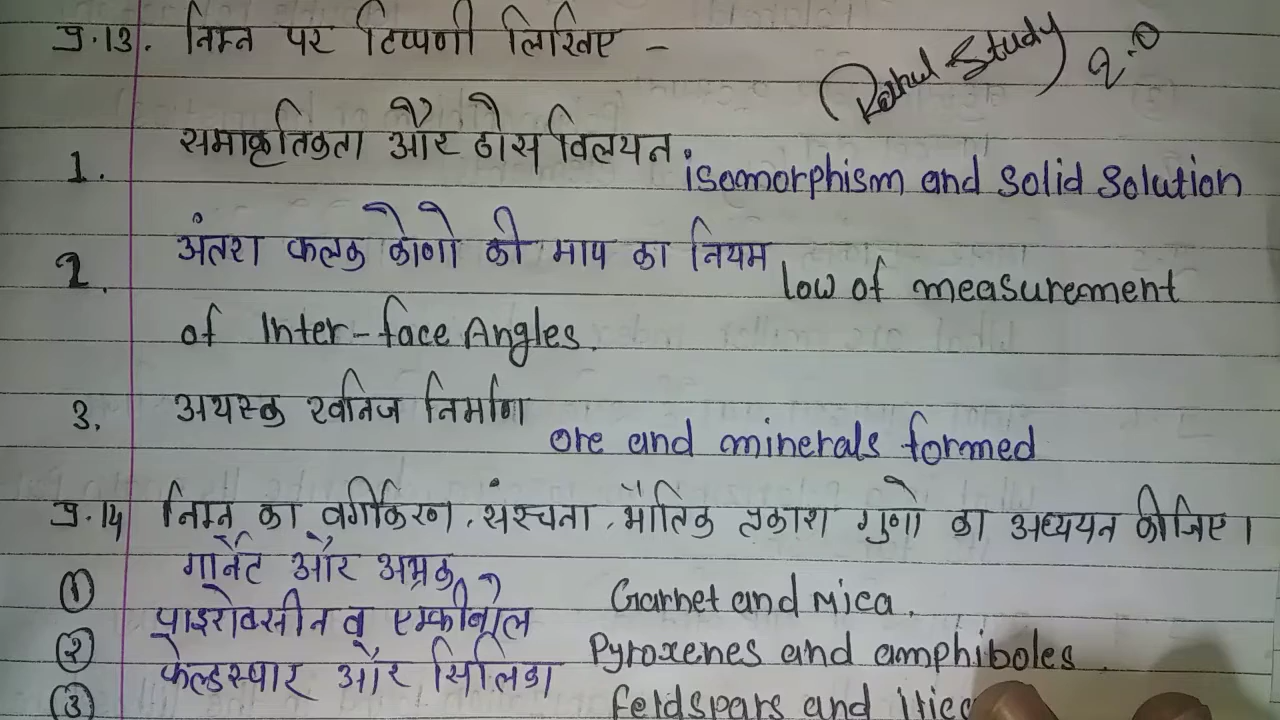 प्र.13. निम्न पर टिप्पणी लिखिए -
Rahul Study 2.0
1. समाकृतिकता और ठोस विलयन. isomorphism and solid solution
2. अंतरा फलक कोणो की माप का नियम low of measurement
of Inter-face Angles.
3. अयस्क खनिज निर्माण ore and minerals formed
प्र.14 निम्न का वर्गीकरण, संरचना, भौतिक प्रकाश गुणो का अध्ययन कीजिए।
① गार्नेट और अभ्रक Garnet and Mica.
② पाइरोक्सीन व एम्फीबोल Pyroxenes and amphiboles.
③ फेल्डस्पार और सिलिका feldspars and